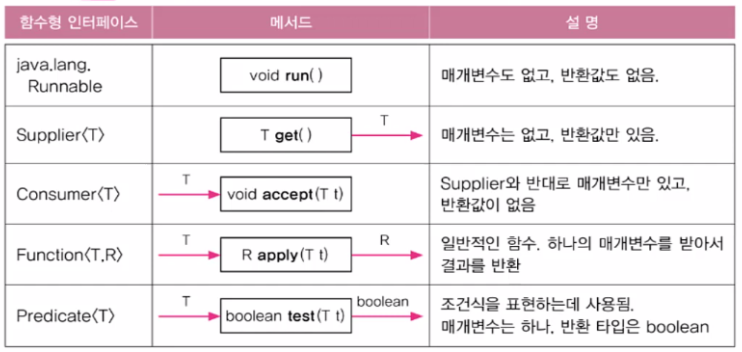 함수형 인터페이스 메서드 설 명
java.lang.
Runnable
void run( )
매개변수도 없고, 반환값도 없음.
Supplier〈T〉
T get( )
T
매개변수는 없고, 반환값만 있음.
Consumer〈T〉
T
void accept(T t)
Supplier와 반대로 매개변수만 있고,
반환값이 없음
Function〈T,R〉
T
R apply(T t)
R
일반적인 함수. 하나의 매개변수를 받아서
결과를 반환
Predicate〈T〉
T
boolean test(T t)
boolean
조건식을 표현하는데 사용됨.
매개변수는 하나, 반환 타입은 boolean